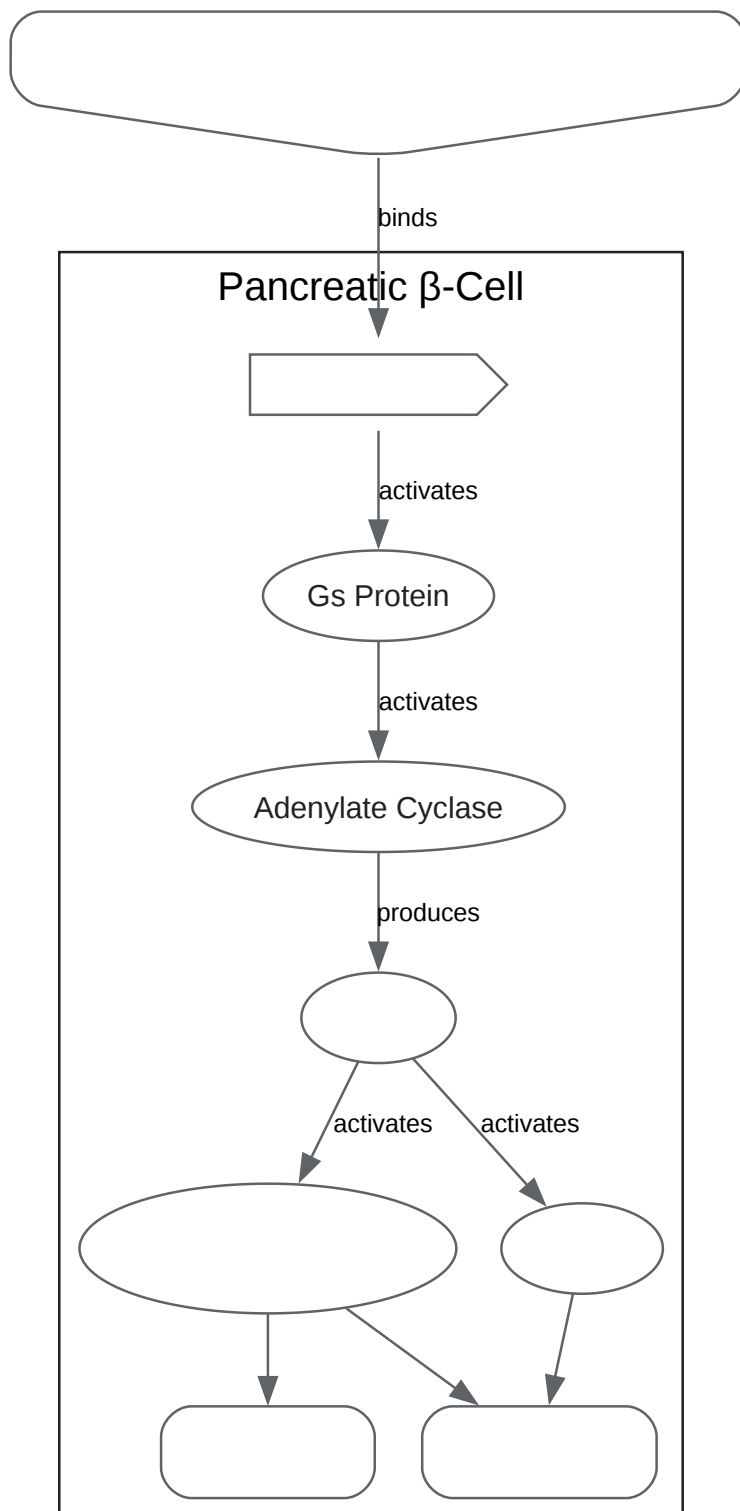 binds
Pancreatic β-Cell
activates
Gs Protein
activates
Adenylate Cyclase
produces
activates
activates